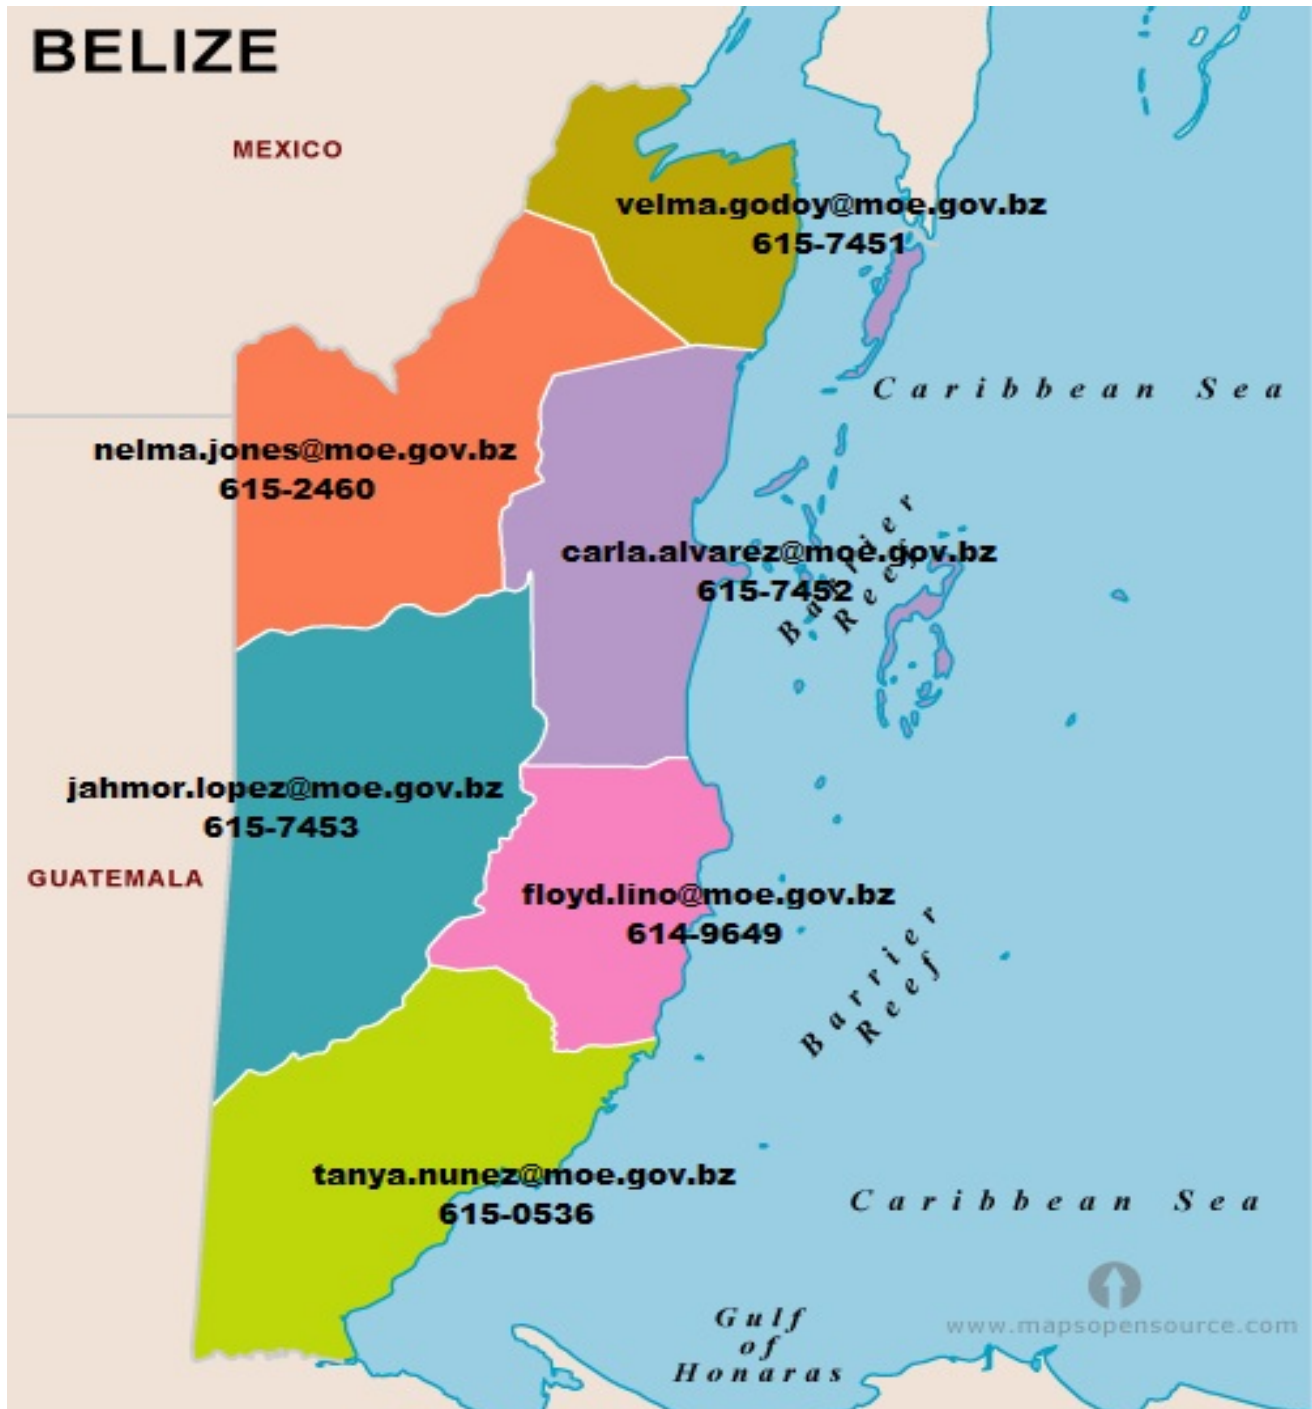 BELIZE
MEXICO
velma.godoy@moe.gov.bz
615-7451
Caribbean Sea
nelma.jones@moe.gov.bz
615-2460
carla.alvarez@moe.gov.bz
615-7452
Barrier
Reef
jahmor.lopez@moe.gov.bz
615-7453
GUATEMALA
floyd.lino@moe.gov.bz
614-9649
Barrier
Reef
tanya.nunez@moe.gov.bz
615-0536
Caribbean Sea
Gulf
of
Honaras
www.mapsopensource.com